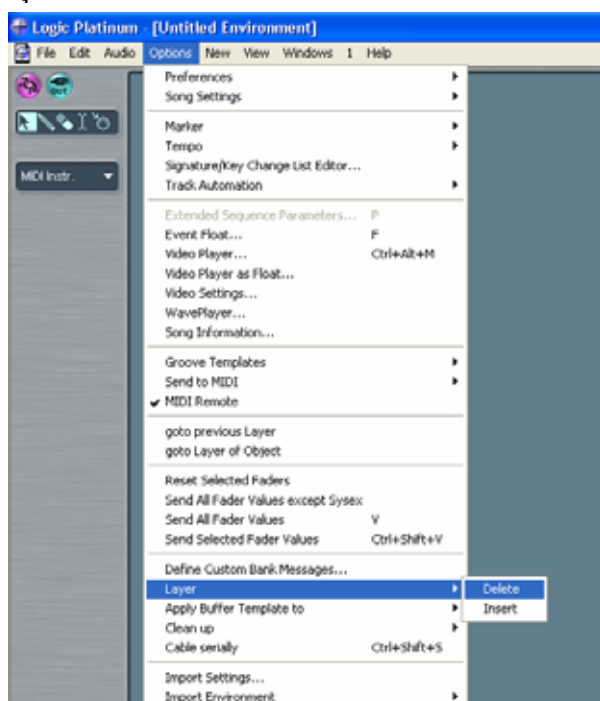 Logic Platinum - [Untitled Environment]
File Edit Audio Options New View Windows 1 Help
OUT
MIDI Instr.
Preferences
Song Settings
Marker
Tempo
Signature/Key Change List Editor...
Track Automation
Extended Sequence Parameters... P
Event Float... F
Video Player... Ctrl+Alt+M
Video Player as Float...
Video Settings...
WavePlayer...
Song Information...
Groove Templates
Send to MIDI
MIDI Remote
goto previous Layer
goto Layer of Object
Reset Selected Faders
Send All Fader Values except Sysex
Send All Fader Values V
Send Selected Fader Values Ctrl+Shift+V
Define Custom Bank Messages...
Layer Delete
Apply Buffer Template to Insert
Clean up
Cable serially Ctrl+Shift+S
Import Settings...
Import Environment